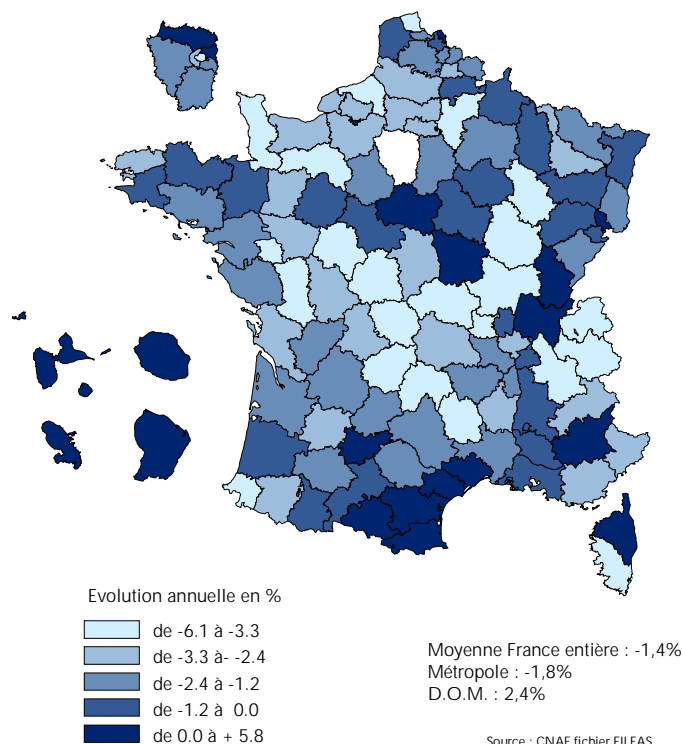 Evolution annuelle en %
de -6.1 à -3.3
de -3.3 à- -2.4
de -2.4 à -1.2
de -1.2 à 0.0
de 0.0 à + 5.8
Moyenne France entière : -1,4%
Métropole : -1,8%
D.O.M. : 2,4%
Source : CNAF fichier FILEAS